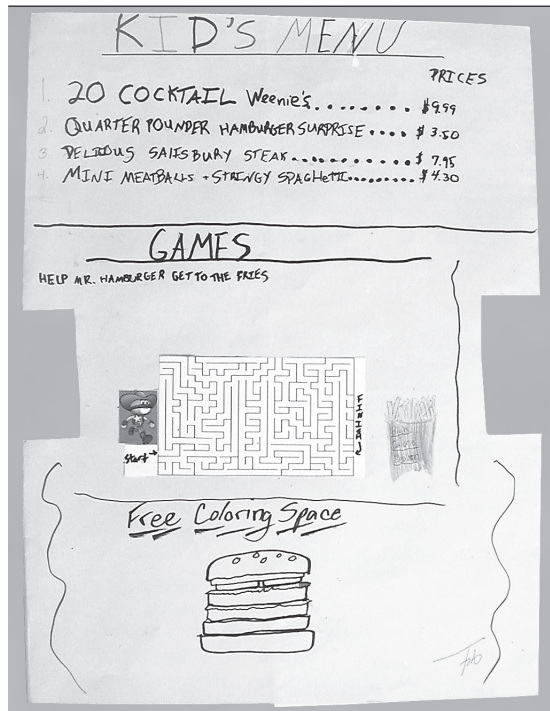 KID'S MENU
PRICES
1. 20 COCKTAIL Weenie's........ $9.99
2. QUARTER POUNDER HAMBURGER SURPRISE.... $3.50
3 DELIOUS SALISBURY STEAK........... $7.95
4. MINI MEATBALLS + STRINGY SPAGHETTI......... $4.30
GAMES
HELP MR. HAMBURGER GET TO THE FRIES
FINISH
Start
Free Coloring Space